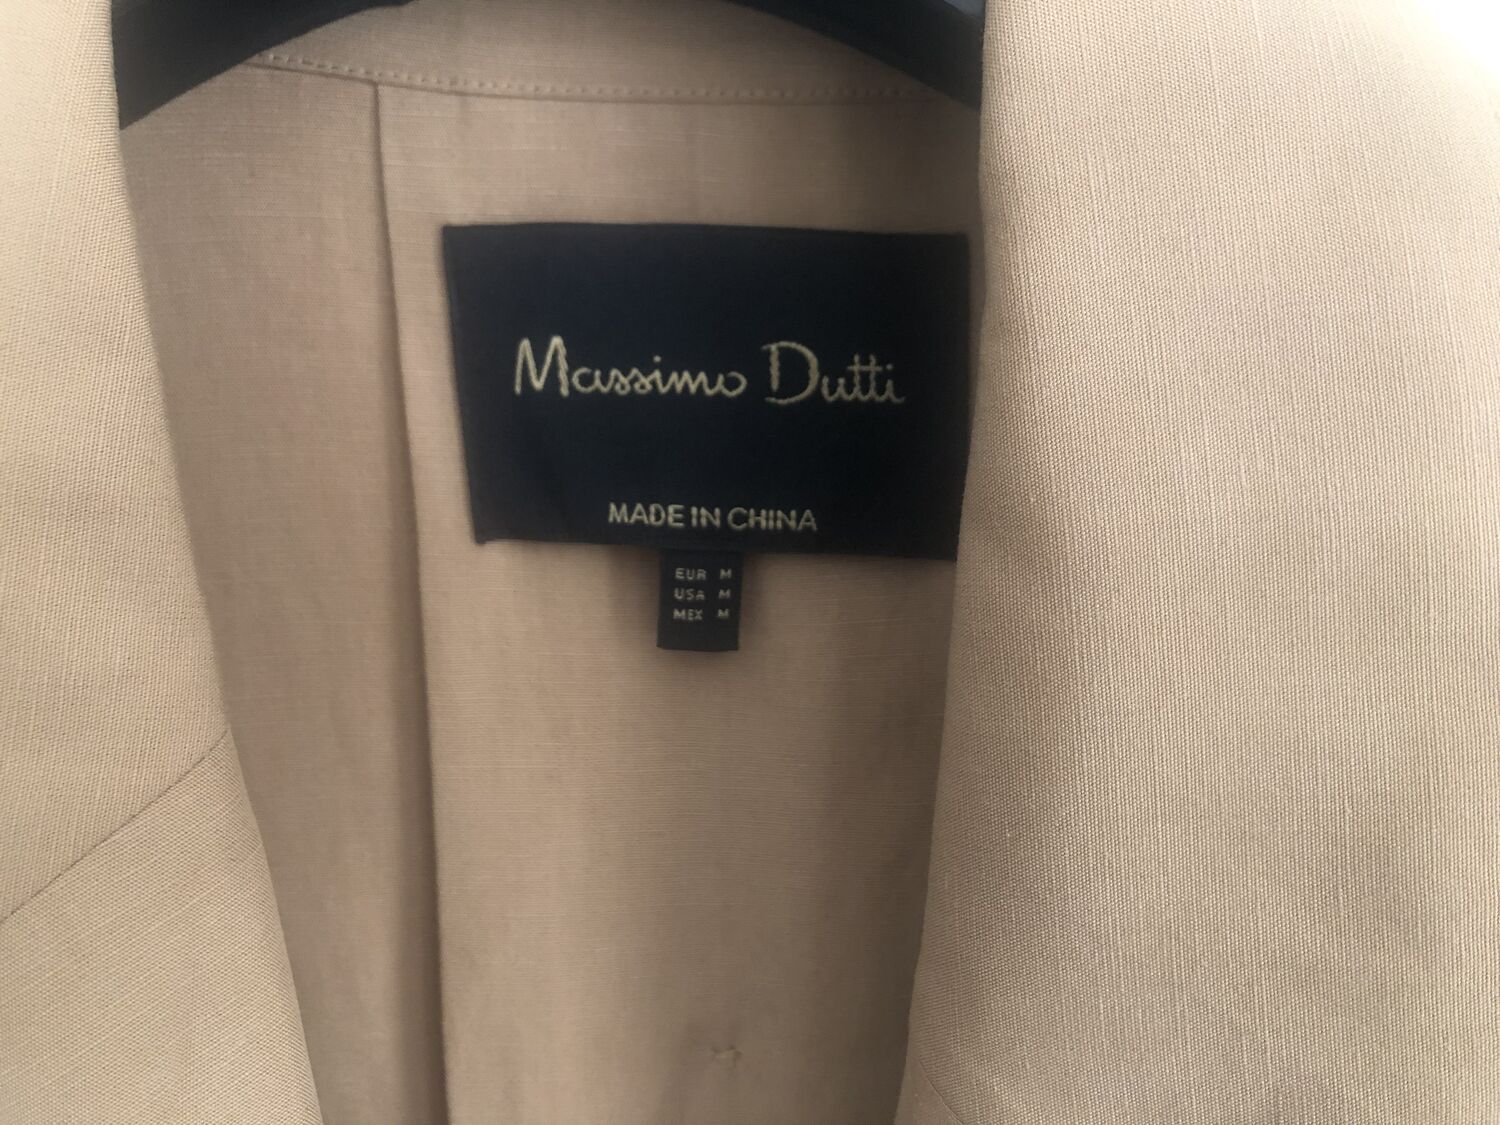 Massimo Dutti
MADE IN CHINA
EUR M
USA M
MEX M